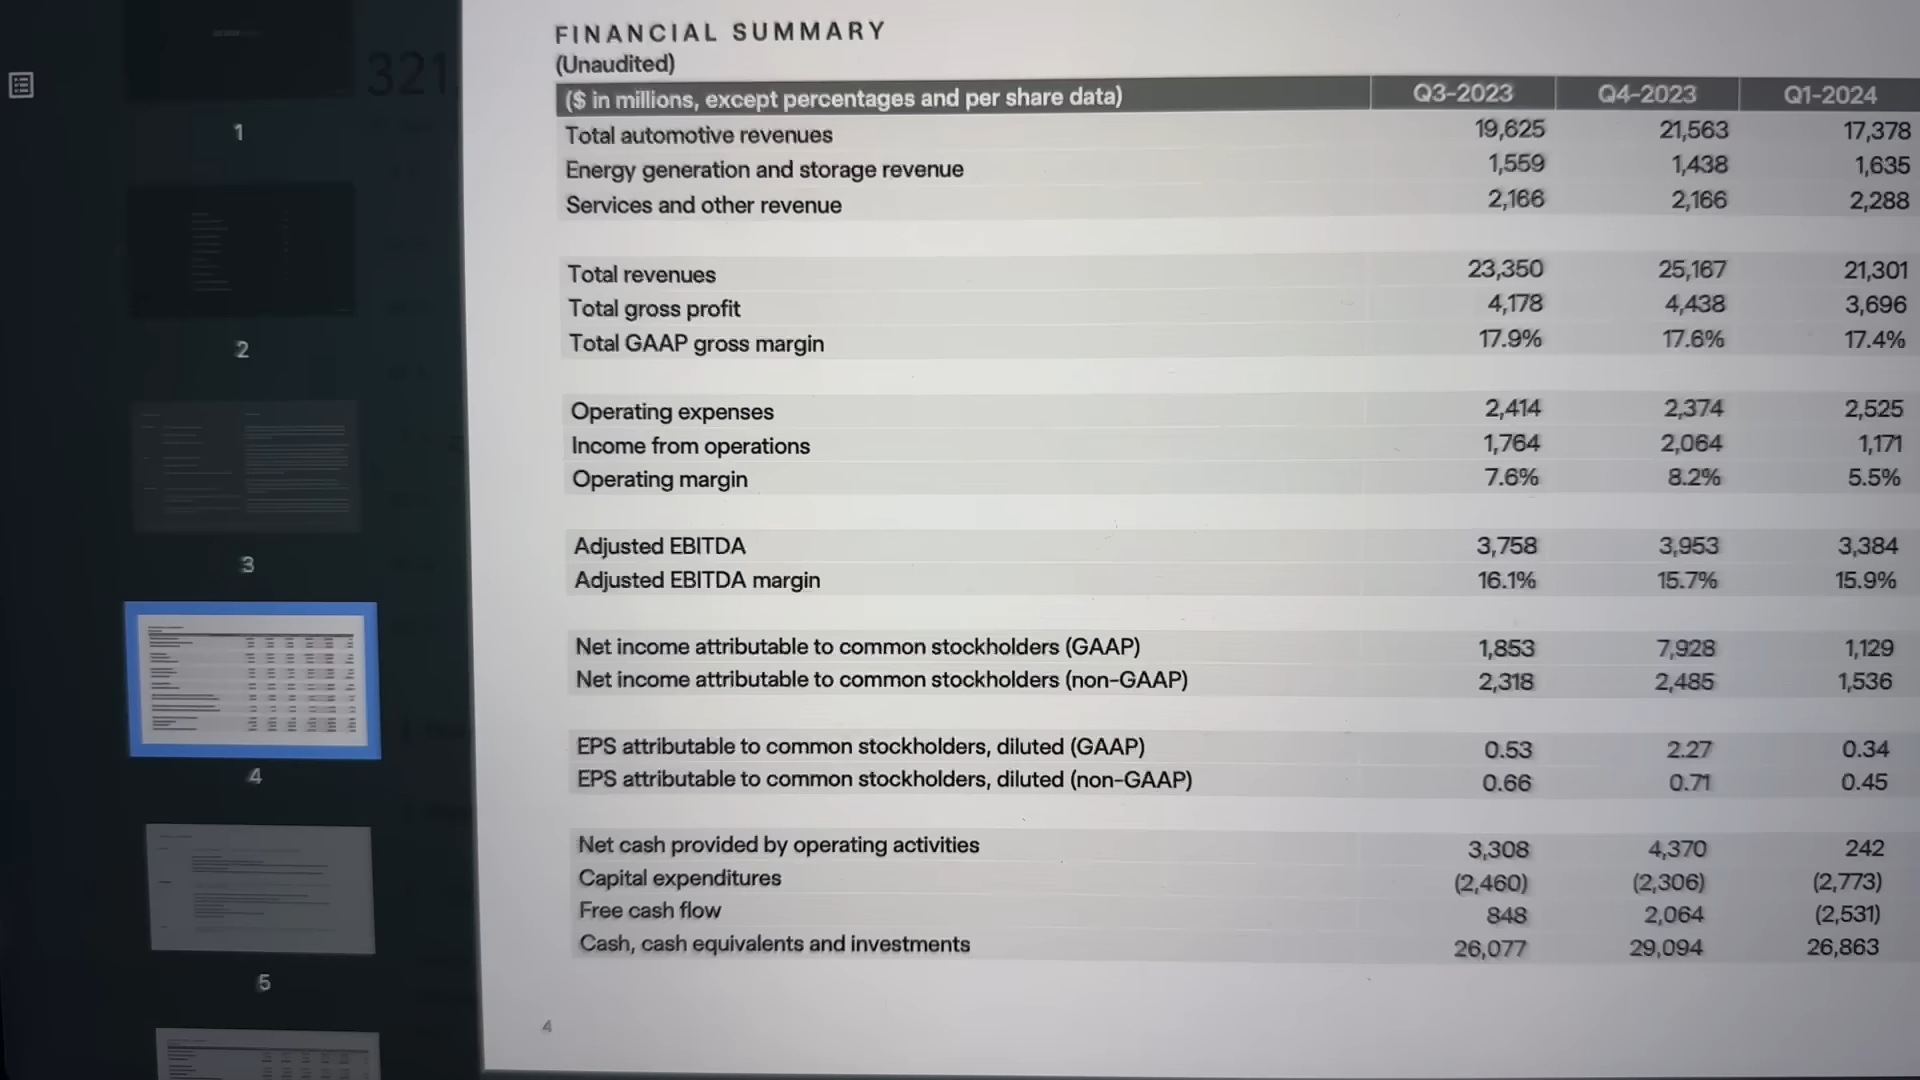 321
FINANCIAL SUMMARY
(Unaudited)
($ in millions, except percentages and per share data) Q3-2023 Q4-2023 Q1-2024
Total automotive revenues 19,625 21,563 17,378
Energy generation and storage revenue 1,559 1,438 1,635
Services and other revenue 2,166 2,166 2,288
Total revenues 23,350 25,167 21,301
Total gross profit 4,178 4,438 3,696
Total GAAP gross margin 17.9% 17.6% 17.4%
Operating expenses 2,414 2,374 2,525
Income from operations 1,764 2,064 1,171
Operating margin 7.6% 8.2% 5.5%
Adjusted EBITDA 3,758 3,953 3,384
Adjusted EBITDA margin 16.1% 15.7% 15.9%
Net income attributable to common stockholders (GAAP) 1,853 7,928 1,129
Net income attributable to common stockholders (non-GAAP) 2,318 2,485 1,536
EPS attributable to common stockholders, diluted (GAAP) 0.53 2.27 0.34
EPS attributable to common stockholders, diluted (non-GAAP) 0.66 0.71 0.45
Net cash provided by operating activities 3,308 4,370 242
Capital expenditures (2,460) (2,306) (2,773)
Free cash flow 848 2,064 (2,531)
Cash, cash equivalents and investments 26,077 29,094 26,863
4
1
2
3
4
5